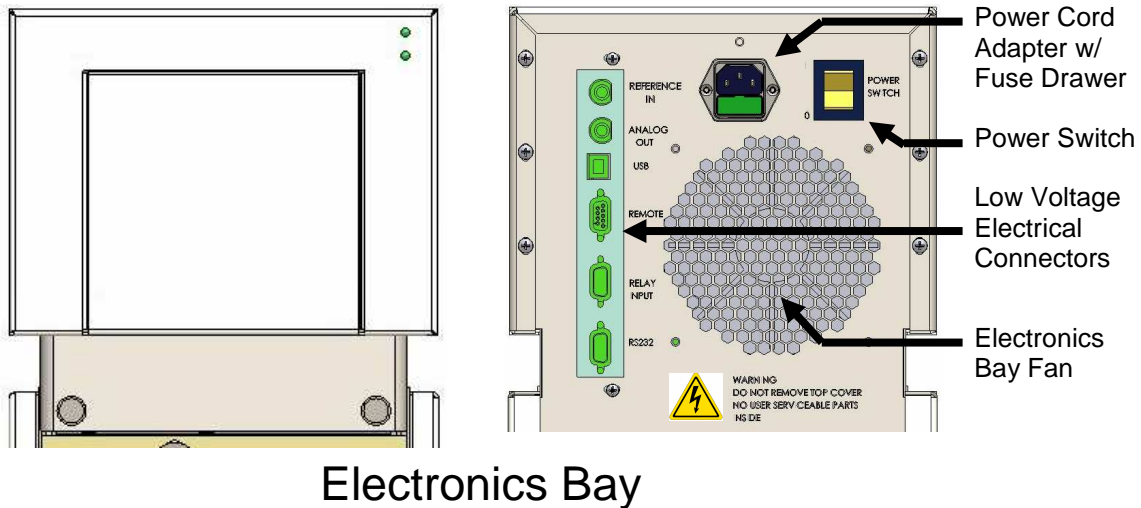 REFERENCE
IN
ANALOG
OUT
USB
REMOTE
RELAY
INPUT
RS232
POWER
SWITCH
0
WARNING
DO NOT REMOVE TOP COVER
NO USER SERVICEABLE PARTS
INSIDE
Power Cord
Adapter w/
Fuse Drawer
Power Switch
Low Voltage
Electrical
Connectors
Electronics
Bay Fan
Electronics Bay